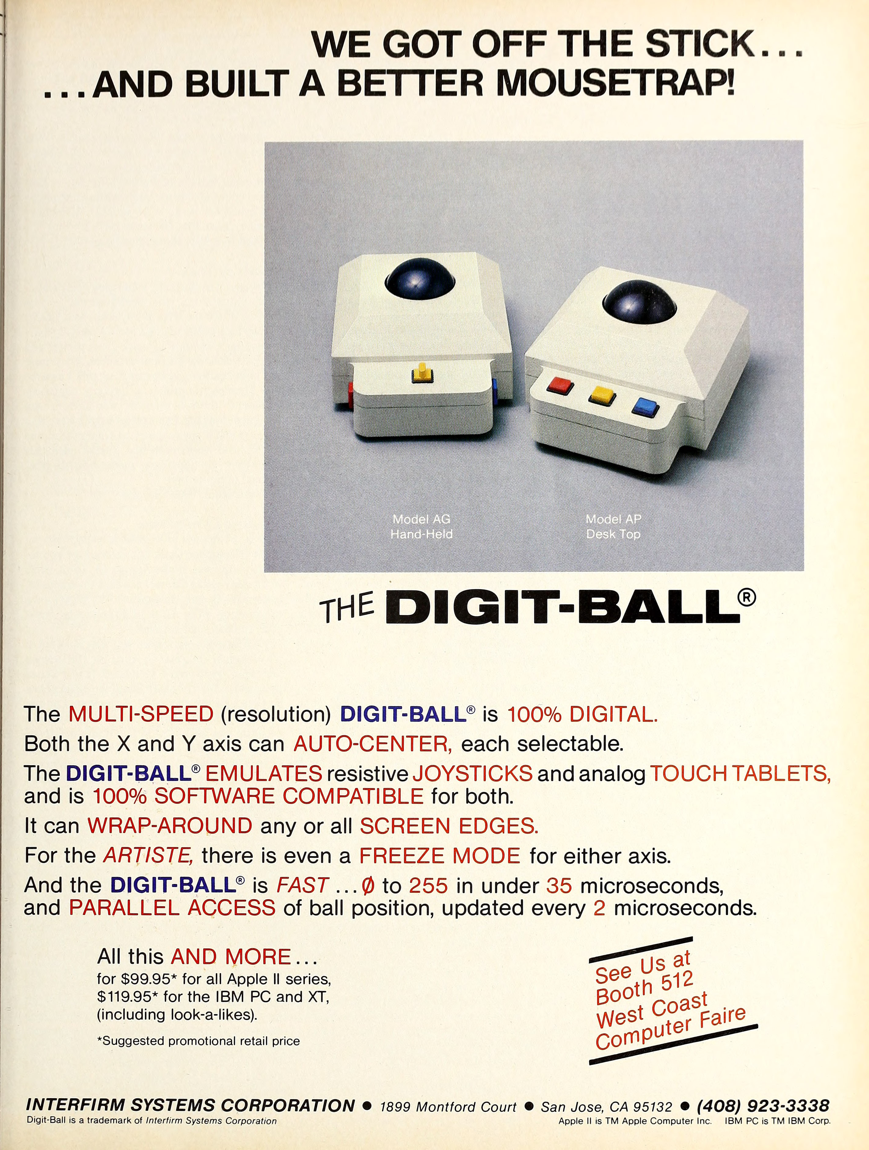 WE GOT OFF THE STICK...
...AND BUILT A BETTER MOUSETRAP!
Model AG
Hand-Held
Model AP
Desk Top
THE DIGIT-BALL®
The MULTI-SPEED (resolution) DIGIT-BALL® is 100% DIGITAL.
Both the X and Y axis can AUTO-CENTER, each selectable.
The DIGIT-BALL® EMULATES resistive JOYSTICKS and analog TOUCH TABLETS,
and is 100% SOFTWARE COMPATIBLE for both.
It can WRAP-AROUND any or all SCREEN EDGES.
For the ARTISTE, there is even a FREEZE MODE for either axis.
And the DIGIT-BALL® is FAST ...Ø to 255 in under 35 microseconds,
and PARALLEL ACCESS of ball position, updated every 2 microseconds.
All this AND MORE...
for $99.95* for all Apple II series,
$119.95* for the IBM PC and XT,
(including look-a-likes).
*Suggested promotional retail price
See Us at
Booth 512
West Coast
Computer Faire
INTERFIRM SYSTEMS CORPORATION ● 1899 Montford Court ● San Jose, CA 95132 ● (408) 923-3338
Digit-Ball is a trademark of Interfirm Systems Corporation
Apple II is TM Apple Computer Inc. IBM PC is TM IBM Corp.